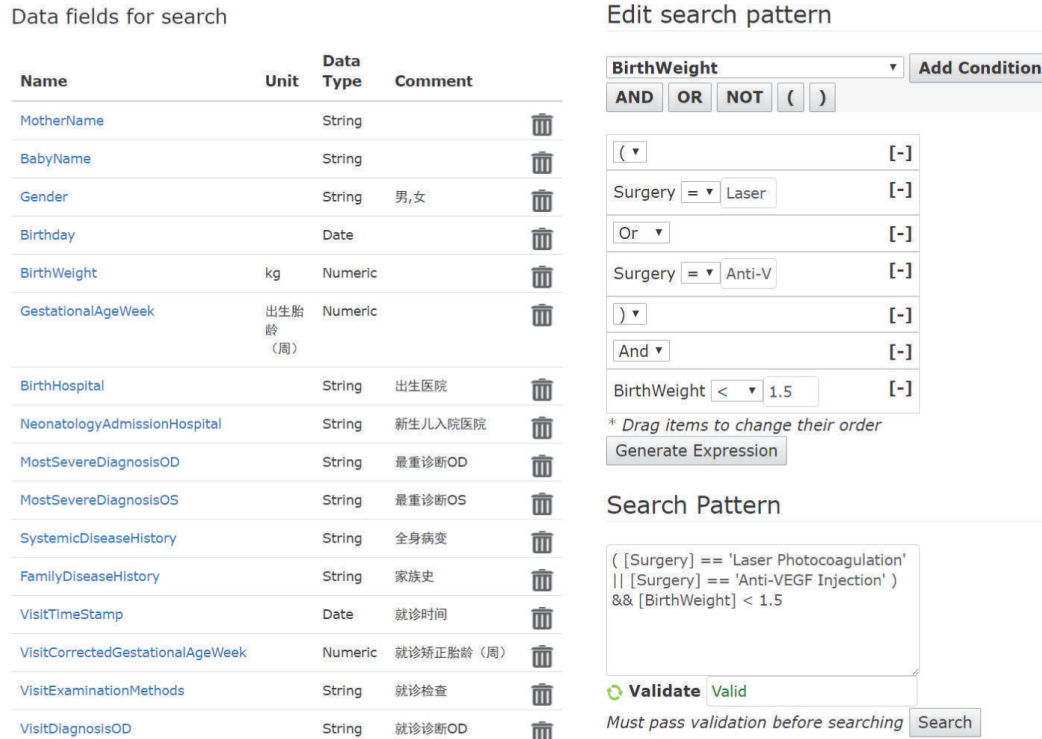 Data fields for search
Name Unit Data Type Comment
MotherName String
BabyName String
Gender String 男,女
Birthday Date
BirthWeight kg Numeric
GestationalAgeWeek 出生胎 Numeric
龄
（周）
BirthHospital String 出生医院
NeonatologyAdmissionHospital String 新生儿入院医院
MostSevereDiagnosisOD String 最重诊断OD
MostSevereDiagnosisOS String 最重诊断OS
SystemicDiseaseHistory String 全身病变
FamilyDiseaseHistory String 家族史
VisitTimeStamp Date 就诊时间
VisitCorrectedGestationalAgeWeek Numeric 就诊矫正胎龄（周）
VisitExaminationMethods String 就诊检查
VisitDiagnosisOD String 就诊诊断OD
Edit search pattern
BirthWeight Add Condition
AND OR NOT ( )
( [-]
Surgery = Laser [-]
Or [-]
Surgery = Anti-V [-]
) [-]
And [-]
BirthWeight < 1.5 [-]
* Drag items to change their order
Generate Expression
Search Pattern
( [Surgery] == 'Laser Photocoagulation'
|| [Surgery] == 'Anti-VEGF Injection' )
&& [BirthWeight] < 1.5
Validate Valid
Must pass validation before searching Search